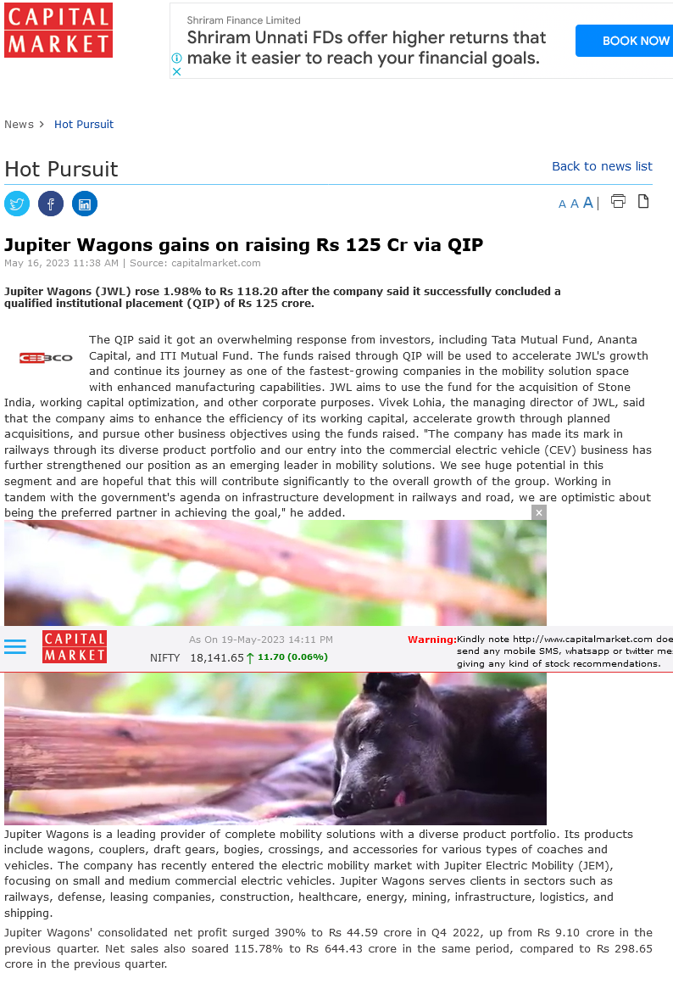 CAPITAL
MARKET
Shriram Finance Limited
Shriram Unnati FDs offer higher returns that
make it easier to reach your financial goals.
BOOK NOW
News > Hot Pursuit
Hot Pursuit
Back to news list
A A A |
Jupiter Wagons gains on raising Rs 125 Cr via QIP
May 16, 2023 11:38 AM | Source: capitalmarket.com
Jupiter Wagons (JWL) rose 1.98% to Rs 118.20 after the company said it successfully concluded a
qualified institutional placement (QIP) of Rs 125 crore.
CEBBCO
The QIP said it got an overwhelming response from investors, including Tata Mutual Fund, Ananta
Capital, and ITI Mutual Fund. The funds raised through QIP will be used to accelerate JWL's growth
and continue its journey as one of the fastest-growing companies in the mobility solution space
with enhanced manufacturing capabilities. JWL aims to use the fund for the acquisition of Stone
India, working capital optimization, and other corporate purposes. Vivek Lohia, the managing director of JWL, said
that the company aims to enhance the efficiency of its working capital, accelerate growth through planned
acquisitions, and pursue other business objectives using the funds raised. "The company has made its mark in
railways through its diverse product portfolio and our entry into the commercial electric vehicle (CEV) business has
further strengthened our position as an emerging leader in mobility solutions. We see huge potential in this
segment and are hopeful that this will contribute significantly to the overall growth of the group. Working in
tandem with the government's agenda on infrastructure development in railways and road, we are optimistic about
being the preferred partner in achieving the goal," he added.
CAPITAL
MARKET
As On 19-May-2023 14:11 PM
NIFTY 18,141.65 ↑ 11.70 (0.06%)
Warning: Kindly note http://www.capitalmarket.com doe
send any mobile SMS, whatsapp or twitter me
giving any kind of stock recommendations.
Jupiter Wagons is a leading provider of complete mobility solutions with a diverse product portfolio. Its products
include wagons, couplers, draft gears, bogies, crossings, and accessories for various types of coaches and
vehicles. The company has recently entered the electric mobility market with Jupiter Electric Mobility (JEM),
focusing on small and medium commercial electric vehicles. Jupiter Wagons serves clients in sectors such as
railways, defense, leasing companies, construction, healthcare, energy, mining, infrastructure, logistics, and
shipping.
Jupiter Wagons' consolidated net profit surged 390% to Rs 44.59 crore in Q4 2022, up from Rs 9.10 crore in the
previous quarter. Net sales also soared 115.78% to Rs 644.43 crore in the same period, compared to Rs 298.65
crore in the previous quarter.